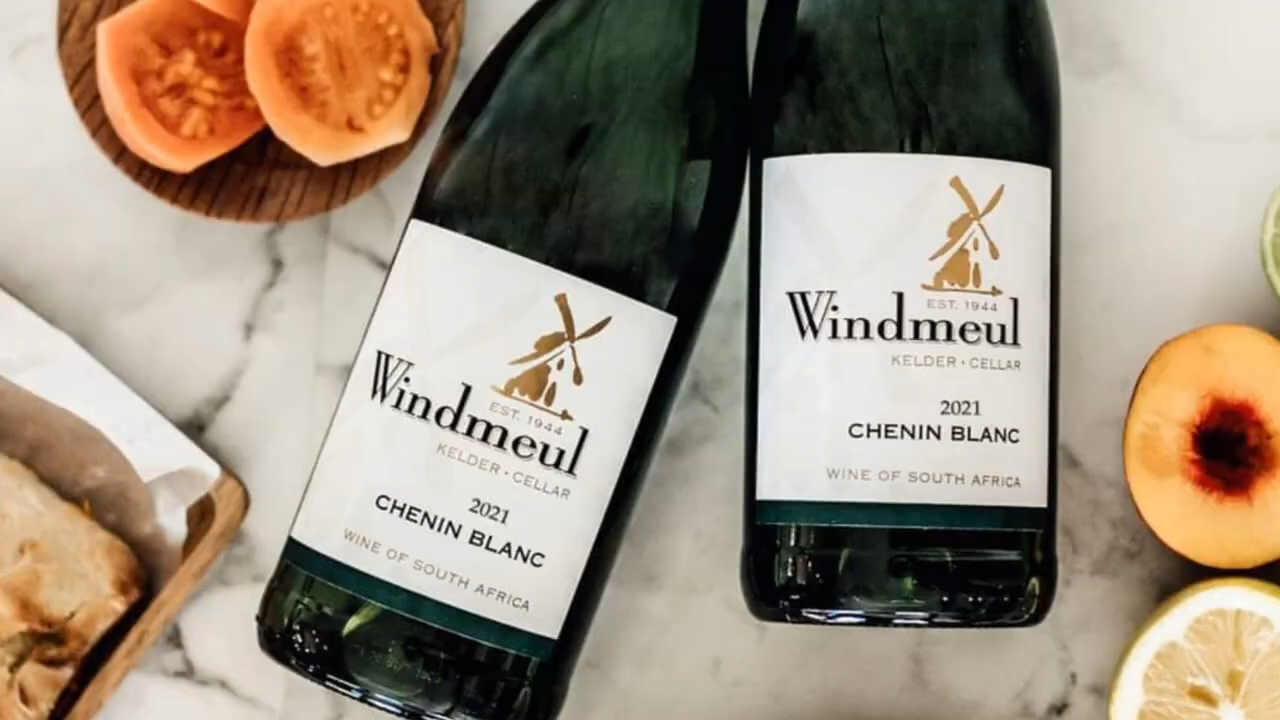 EST. 1944
Windmeul
KELDER • CELLAR
2021
CHENIN BLANC
WINE OF SOUTH AFRICA
EST. 1944
Windmeul
KELDER • CELLAR
2021
CHENIN BLANC
WINE OF SOUTH AFRICA